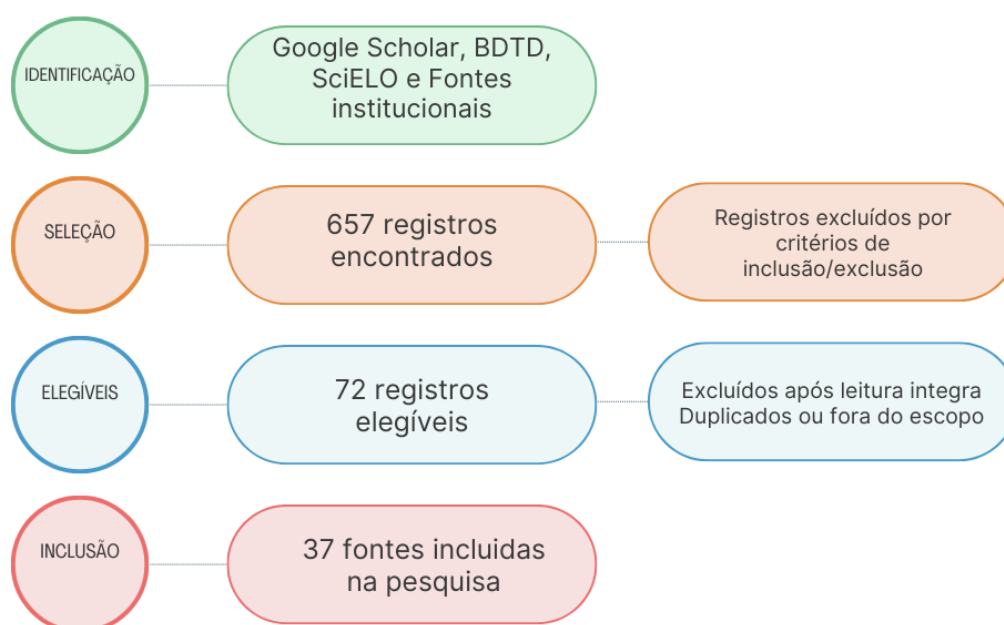 IDENTIFICAÇÃO
Google Scholar, BDTD,
SciELO e Fontes
institucionais
SELEÇÃO
657 registros
encontrados
Registros excluídos por
critérios de
inclusão/exclusão
ELEGÍVEIS
72 registros
elegíveis
Excluídos após leitura integra
Duplicados ou fora do escopo
INCLUSÃO
37 fontes incluidas
na pesquisa